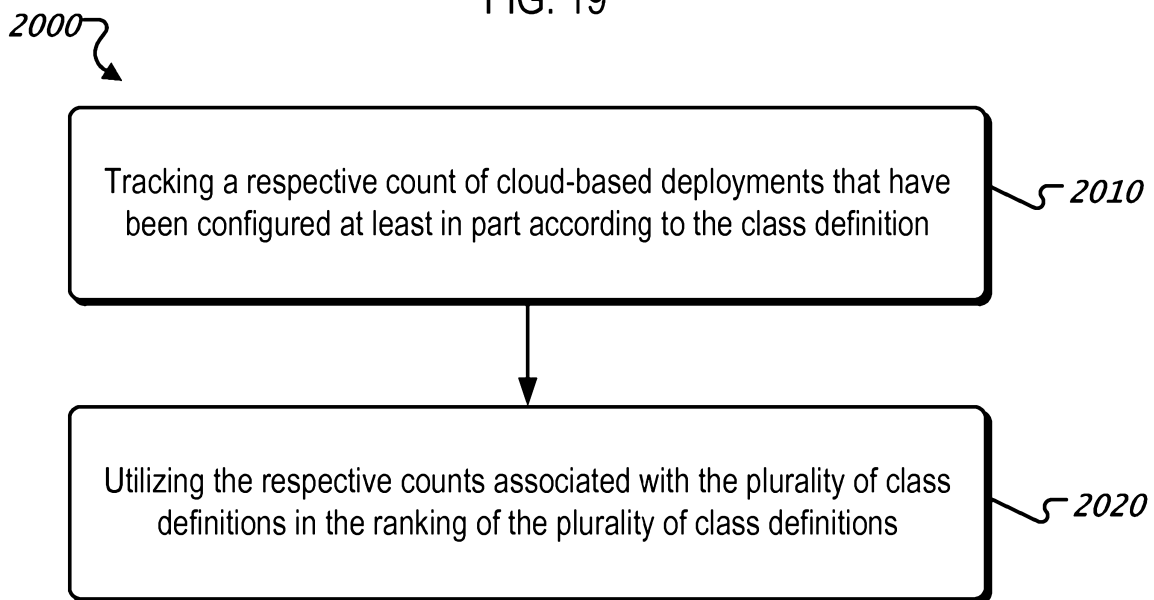 FIG. 19
2000
Tracking a respective count of cloud-based deployments that have
been configured at least in part according to the class definition
2010
Utilizing the respective counts associated with the plurality of class
definitions in the ranking of the plurality of class definitions
2020